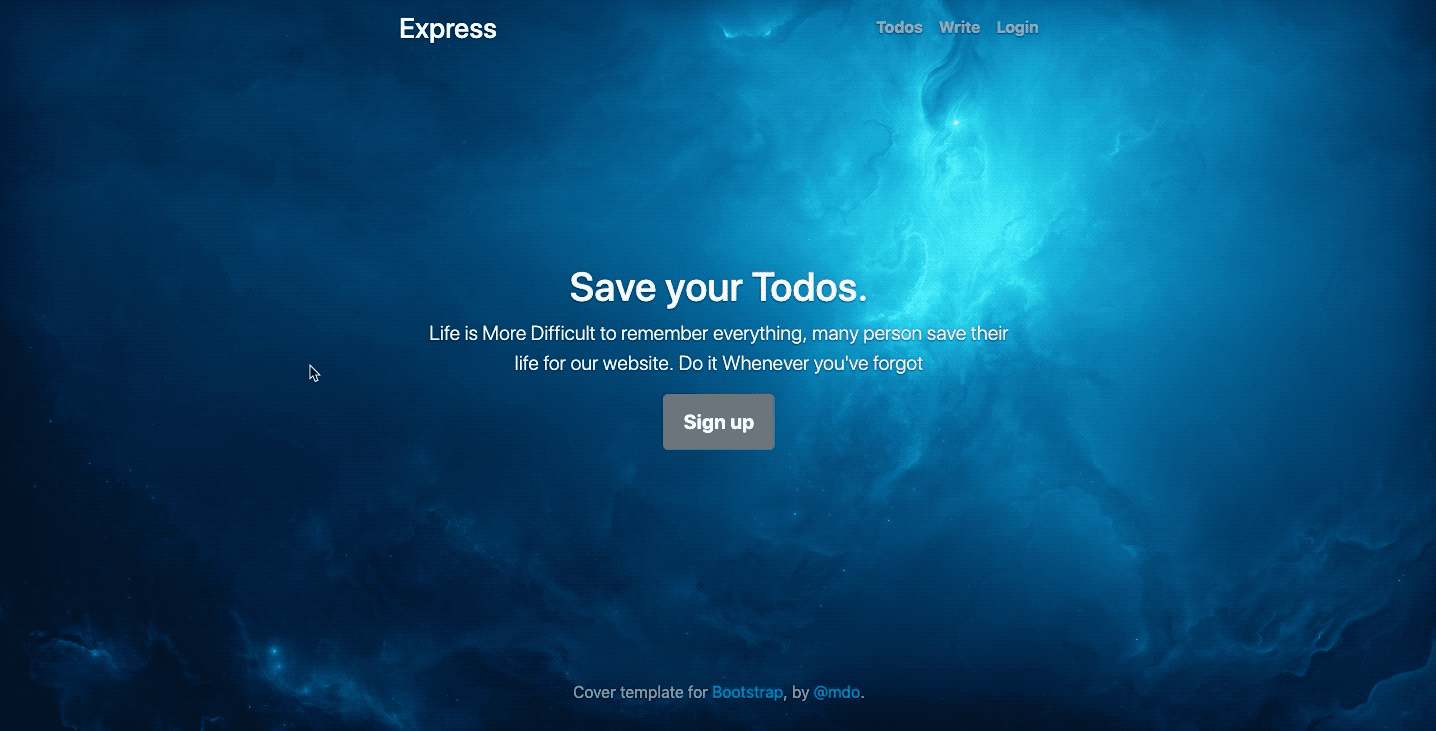 Express
Todos Write Login
Save your Todos.
Life is More Difficult to remember everything, many person save their
life for our website. Do it Whenever you've forgot
Sign up
Cover template for Bootstrap, by @mdo.